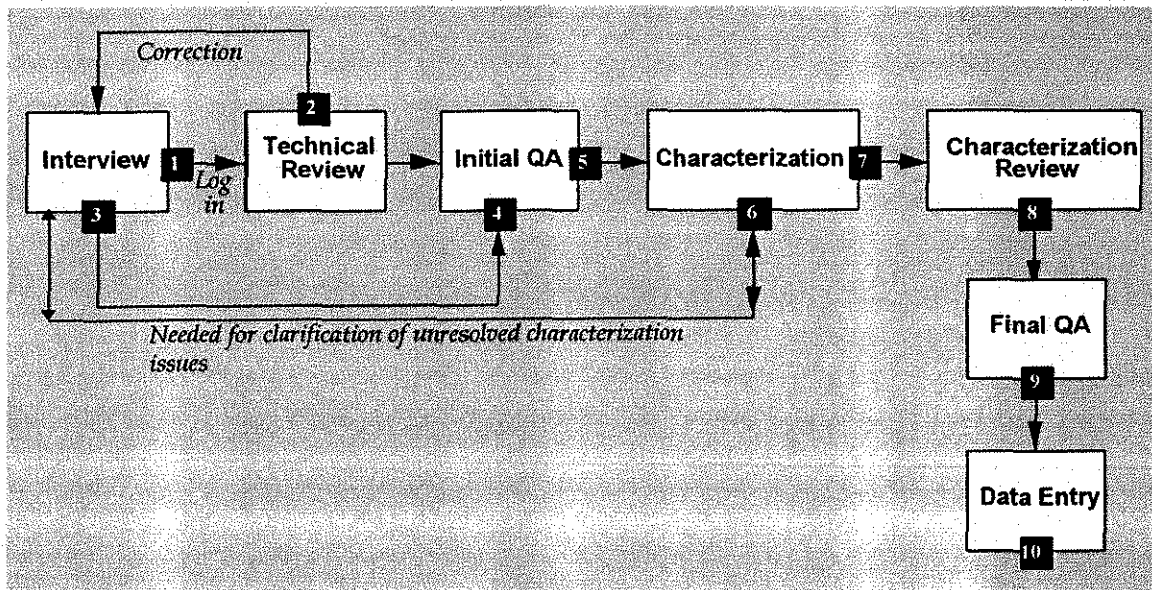 Correction
2
Interview
1
Log
in
3
Technical
Review
Initial QA
5
4
Characterization
7
6
Characterization
Review
8
Needed for clarification of unresolved characterization
issues
Final QA
9
Data Entry
10